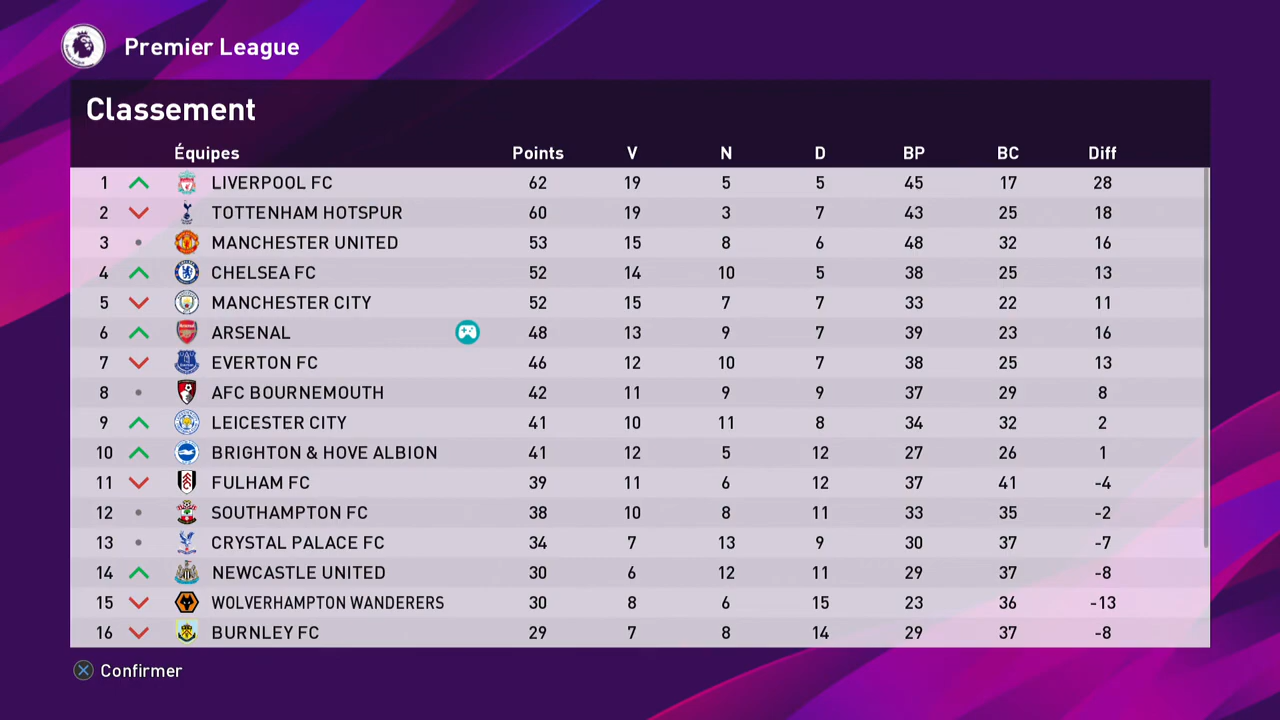 Premier League
Classement
Équipes Points V N D BP BC Diff
1 LIVERPOOL FC 62 19 5 5 45 17 28
2 TOTTENHAM HOTSPUR 60 19 3 7 43 25 18
3 MANCHESTER UNITED 53 15 8 6 48 32 16
4 CHELSEA FC 52 14 10 5 38 25 13
5 MANCHESTER CITY 52 15 7 7 33 22 11
6 ARSENAL 48 13 9 7 39 23 16
7 EVERTON FC 46 12 10 7 38 25 13
8 AFC BOURNEMOUTH 42 11 9 9 37 29 8
9 LEICESTER CITY 41 10 11 8 34 32 2
10 BRIGHTON & HOVE ALBION 41 12 5 12 27 26 1
11 FULHAM FC 39 11 6 12 37 41 -4
12 SOUTHAMPTON FC 38 10 8 11 33 35 -2
13 CRYSTAL PALACE FC 34 7 13 9 30 37 -7
14 NEWCASTLE UNITED 30 6 12 11 29 37 -8
15 WOLVERHAMPTON WANDERERS 30 8 6 15 23 36 -13
16 BURNLEY FC 29 7 8 14 29 37 -8
Confirmer